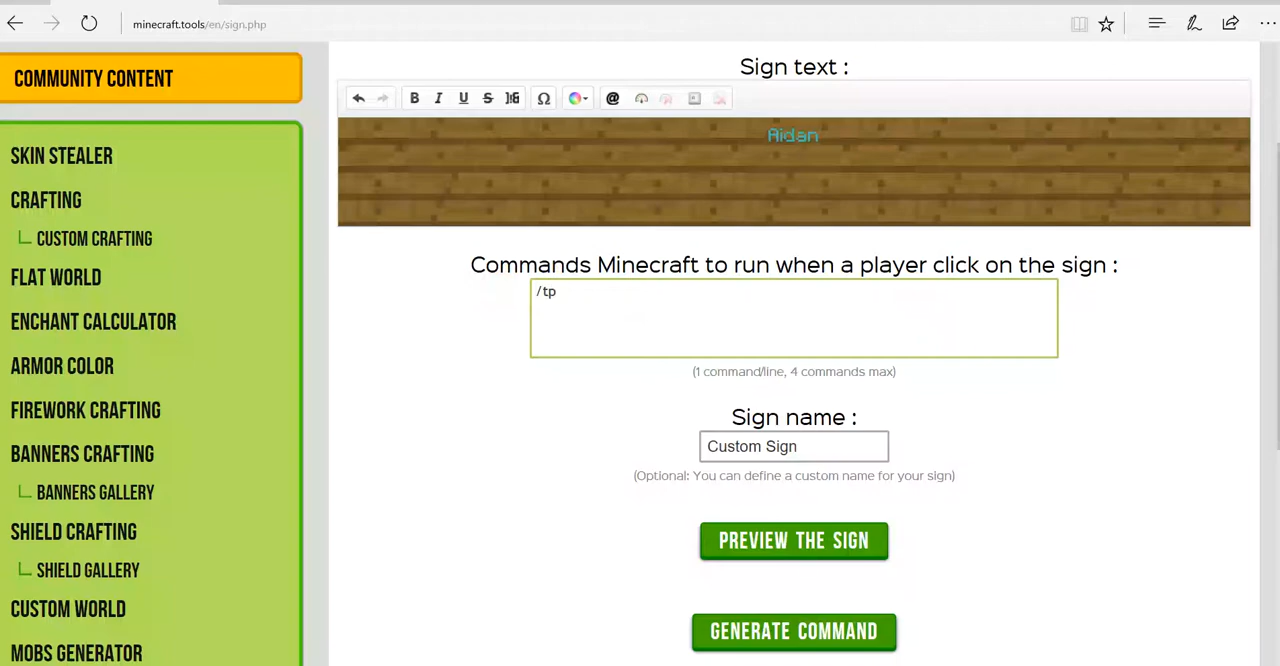 minecraft.tools/en/sign.php
COMMUNITY CONTENT
SKIN STEALER
CRAFTING
CUSTOM CRAFTING
FLAT WORLD
ENCHANT CALCULATOR
ARMOR COLOR
FIREWORK CRAFTING
BANNERS CRAFTING
BANNERS GALLERY
SHIELD CRAFTING
SHIELD GALLERY
CUSTOM WORLD
MOBS GENERATOR
Sign text :
B I U S Ω @
Aidan
Commands Minecraft to run when a player click on the sign :
/tp
(1 command/line, 4 commands max)
Sign name :
Custom Sign
(Optional: You can define a custom name for your sign)
PREVIEW THE SIGN
GENERATE COMMAND